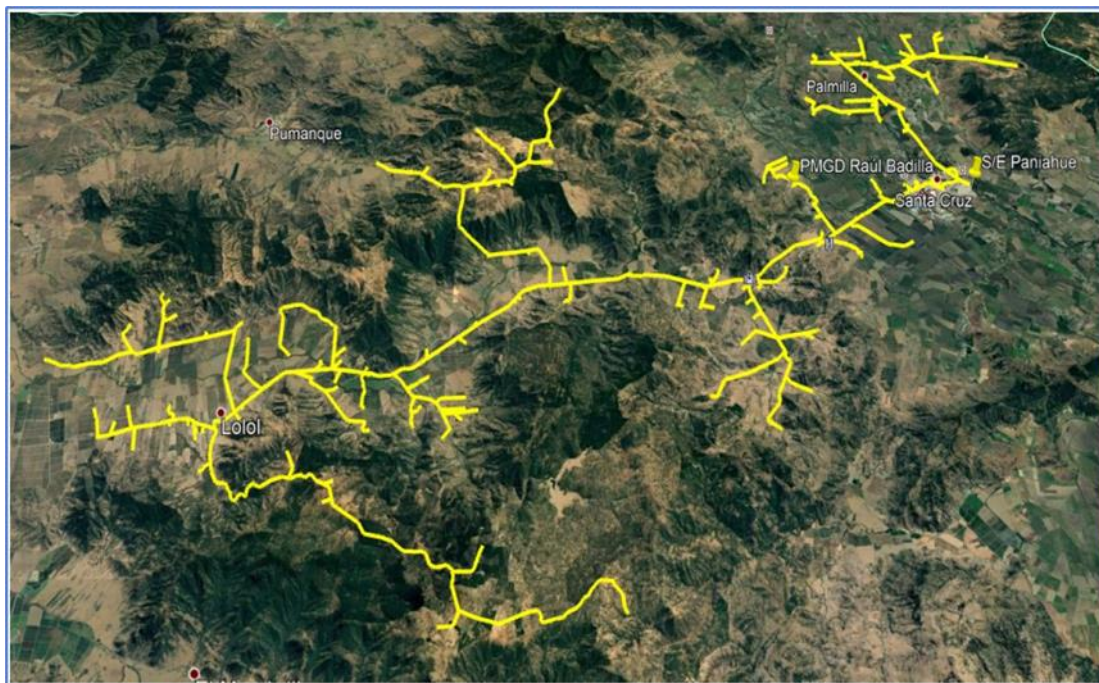 Palmilla
Pumanque
PMGD Raúl Badilla
S/E Paniahue
Santa Cruz
Lolol